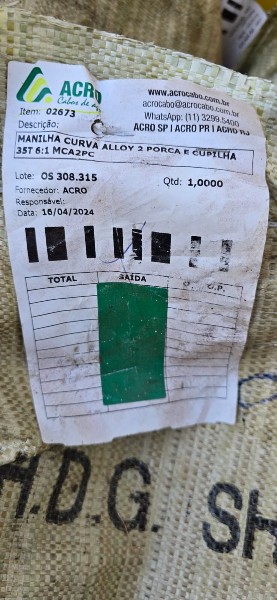 ACRO
Cabos de a
www.acrocabo.com.br
acrocabo@acrocabo.com.br
WhatsApp: (11) 3299.5400
ACRO SP | ACRO PR | ACRO RJ
Item: 02673
Descrição:
MANILHA CURVA ALLOY 2 PORCA E CUPILHA
35T 6:1 MCA2PC
Lote: OS 308.315
Qtd: 1,0000
Fornecedor: ACRO
Responsável:
Data: 16/04/2024
TOTAL SAÍDA O.P.
H.D.G. SH